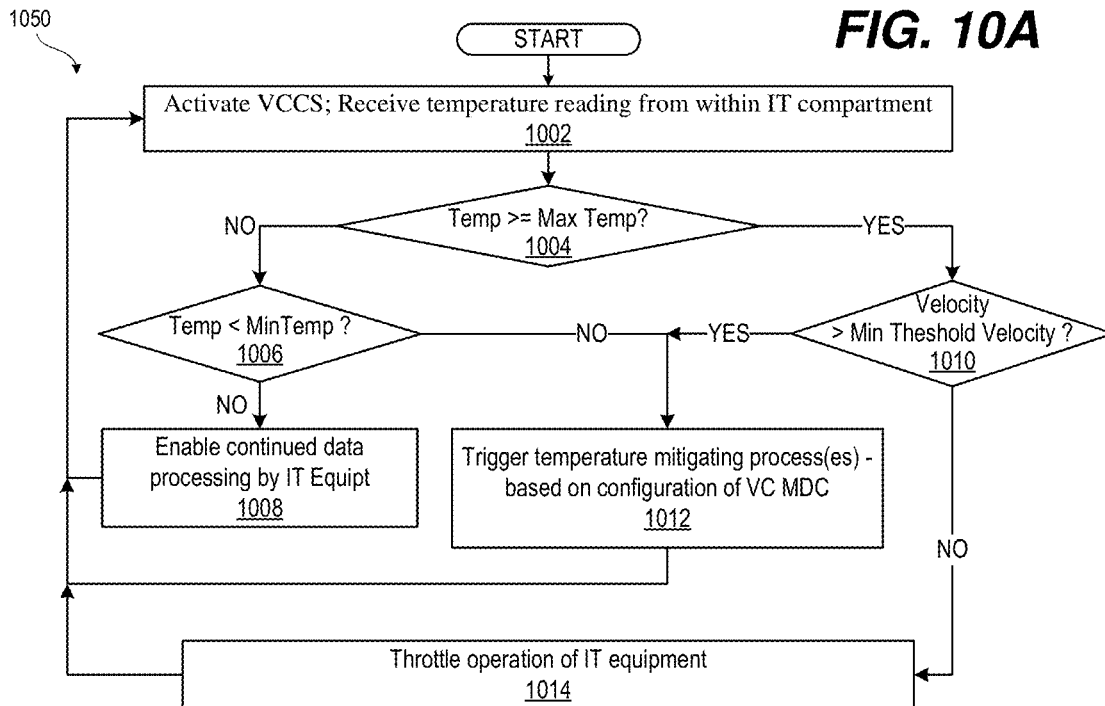 1050
START
FIG. 10A
Activate VCCS; Receive temperature reading from within IT compartment
1002
Temp >= Max Temp?
1004
NO
YES
Temp < MinTemp ?
1006
NO
YES
Velocity
> Min Theshold Velocity ?
1010
NO
Enable continued data
processing by IT Equipt
1008
Trigger temperature mitigating process(es) -
based on configuration of VC MDC
1012
NO
Throttle operation of IT equipment
1014